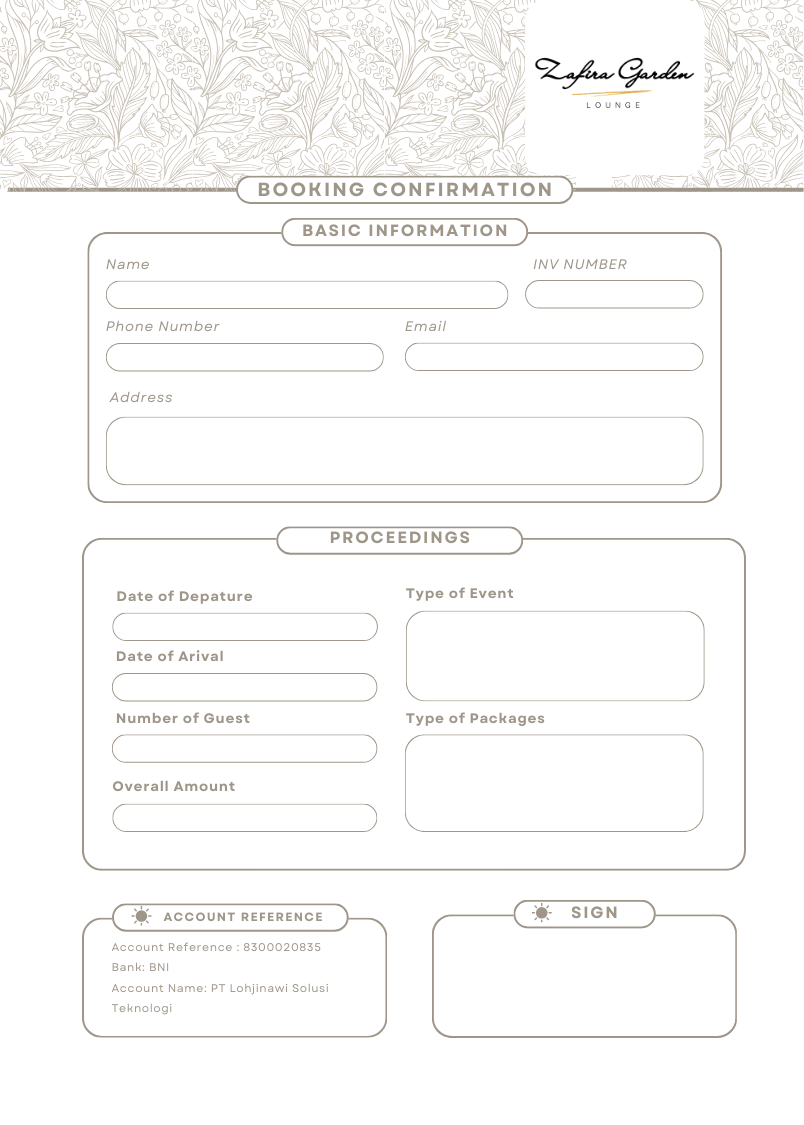 Zafira Garden
LOUNGE
BOOKING CONFIRMATION
BASIC INFORMATION
Name
INV NUMBER
Phone Number
Email
Address
PROCEEDINGS
Date of Depature
Type of Event
Date of Arival
Number of Guest
Type of Packages
Overall Amount
ACCOUNT REFERENCE
Account Reference : 8300020835
Bank: BNI
Account Name: PT Lohjinawi Solusi
Teknologi
SIGN